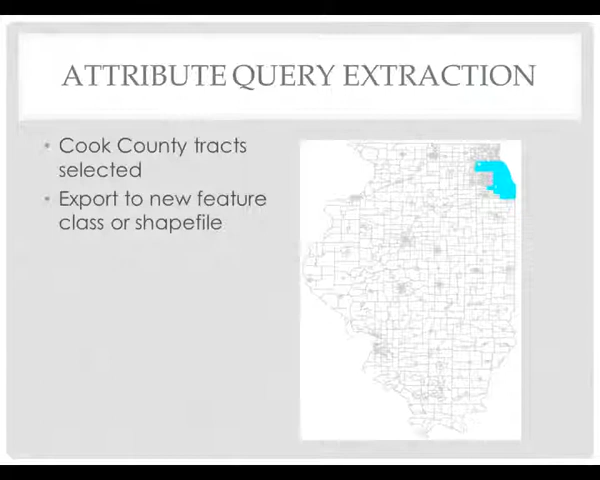 ATTRIBUTE QUERY EXTRACTION
• Cook County tracts
selected
• Export to new feature
class or shapefile